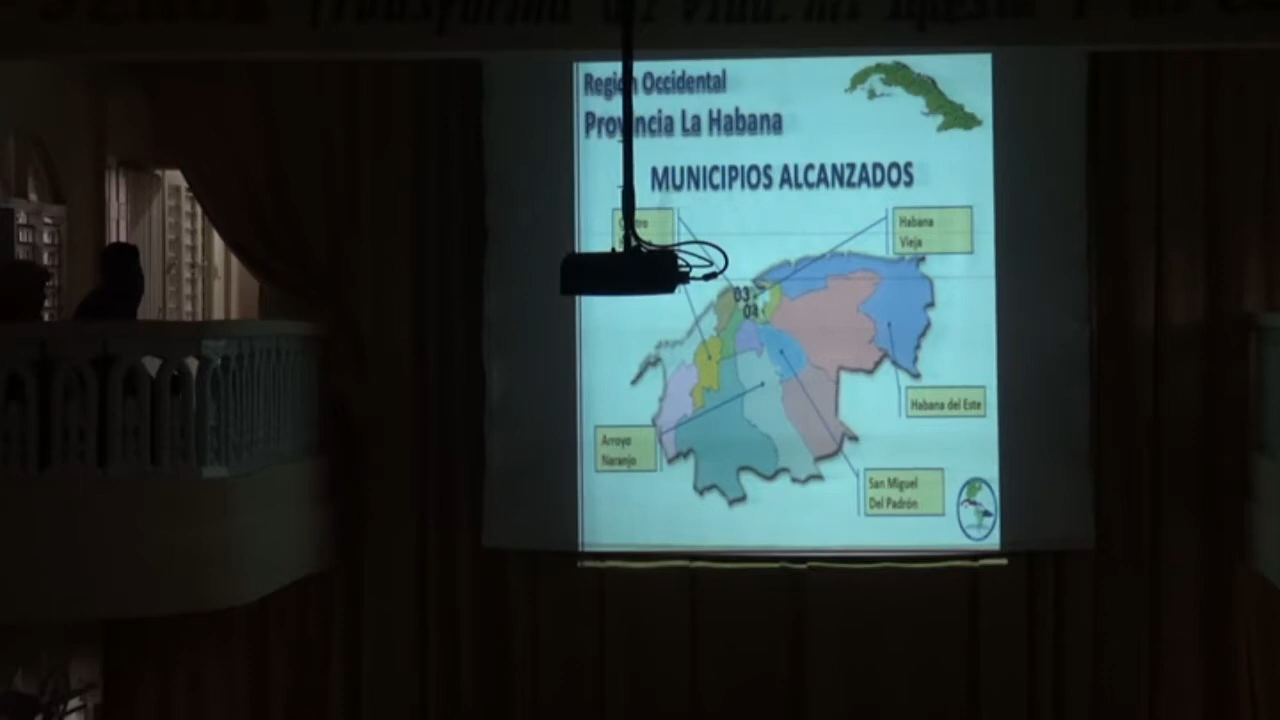 Región Occidental
Provincia La Habana
MUNICIPIOS ALCANZADOS
Habana
Vieja
03
04
Habana del Este
Arroyo
Naranjo
San Miguel
Del Padrón